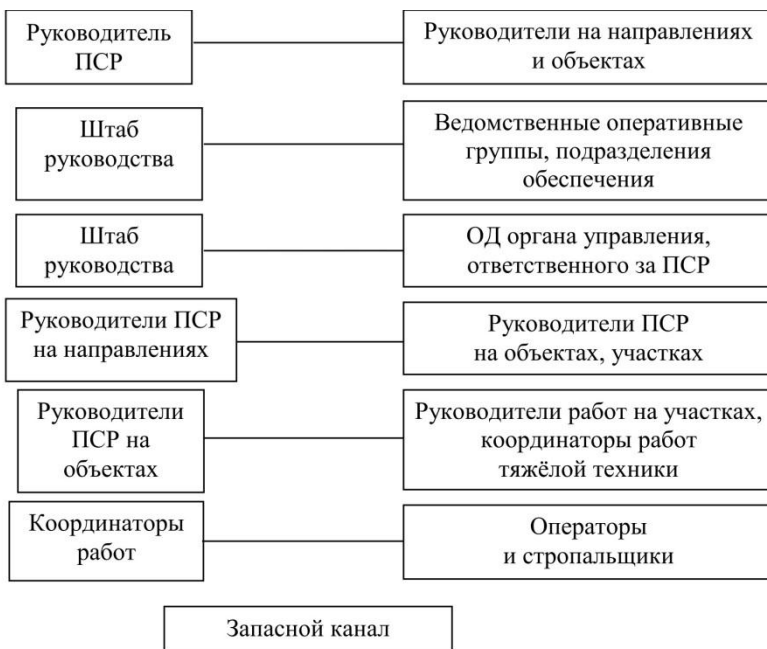 Руководитель
ПСР
Руководители на направлениях
и объектах
Штаб
руководства
Ведомственные оперативные
группы, подразделения
обеспечения
Штаб
руководства
ОД органа управления,
ответственного за ПСР
Руководители ПСР
на направлениях
Руководители ПСР
на объектах, участках
Руководители
ПСР на
объектах
Руководители работ на участках,
координаторы работ
тяжёлой техники
Координаторы
работ
Операторы
и стропальщики
Запасной канал